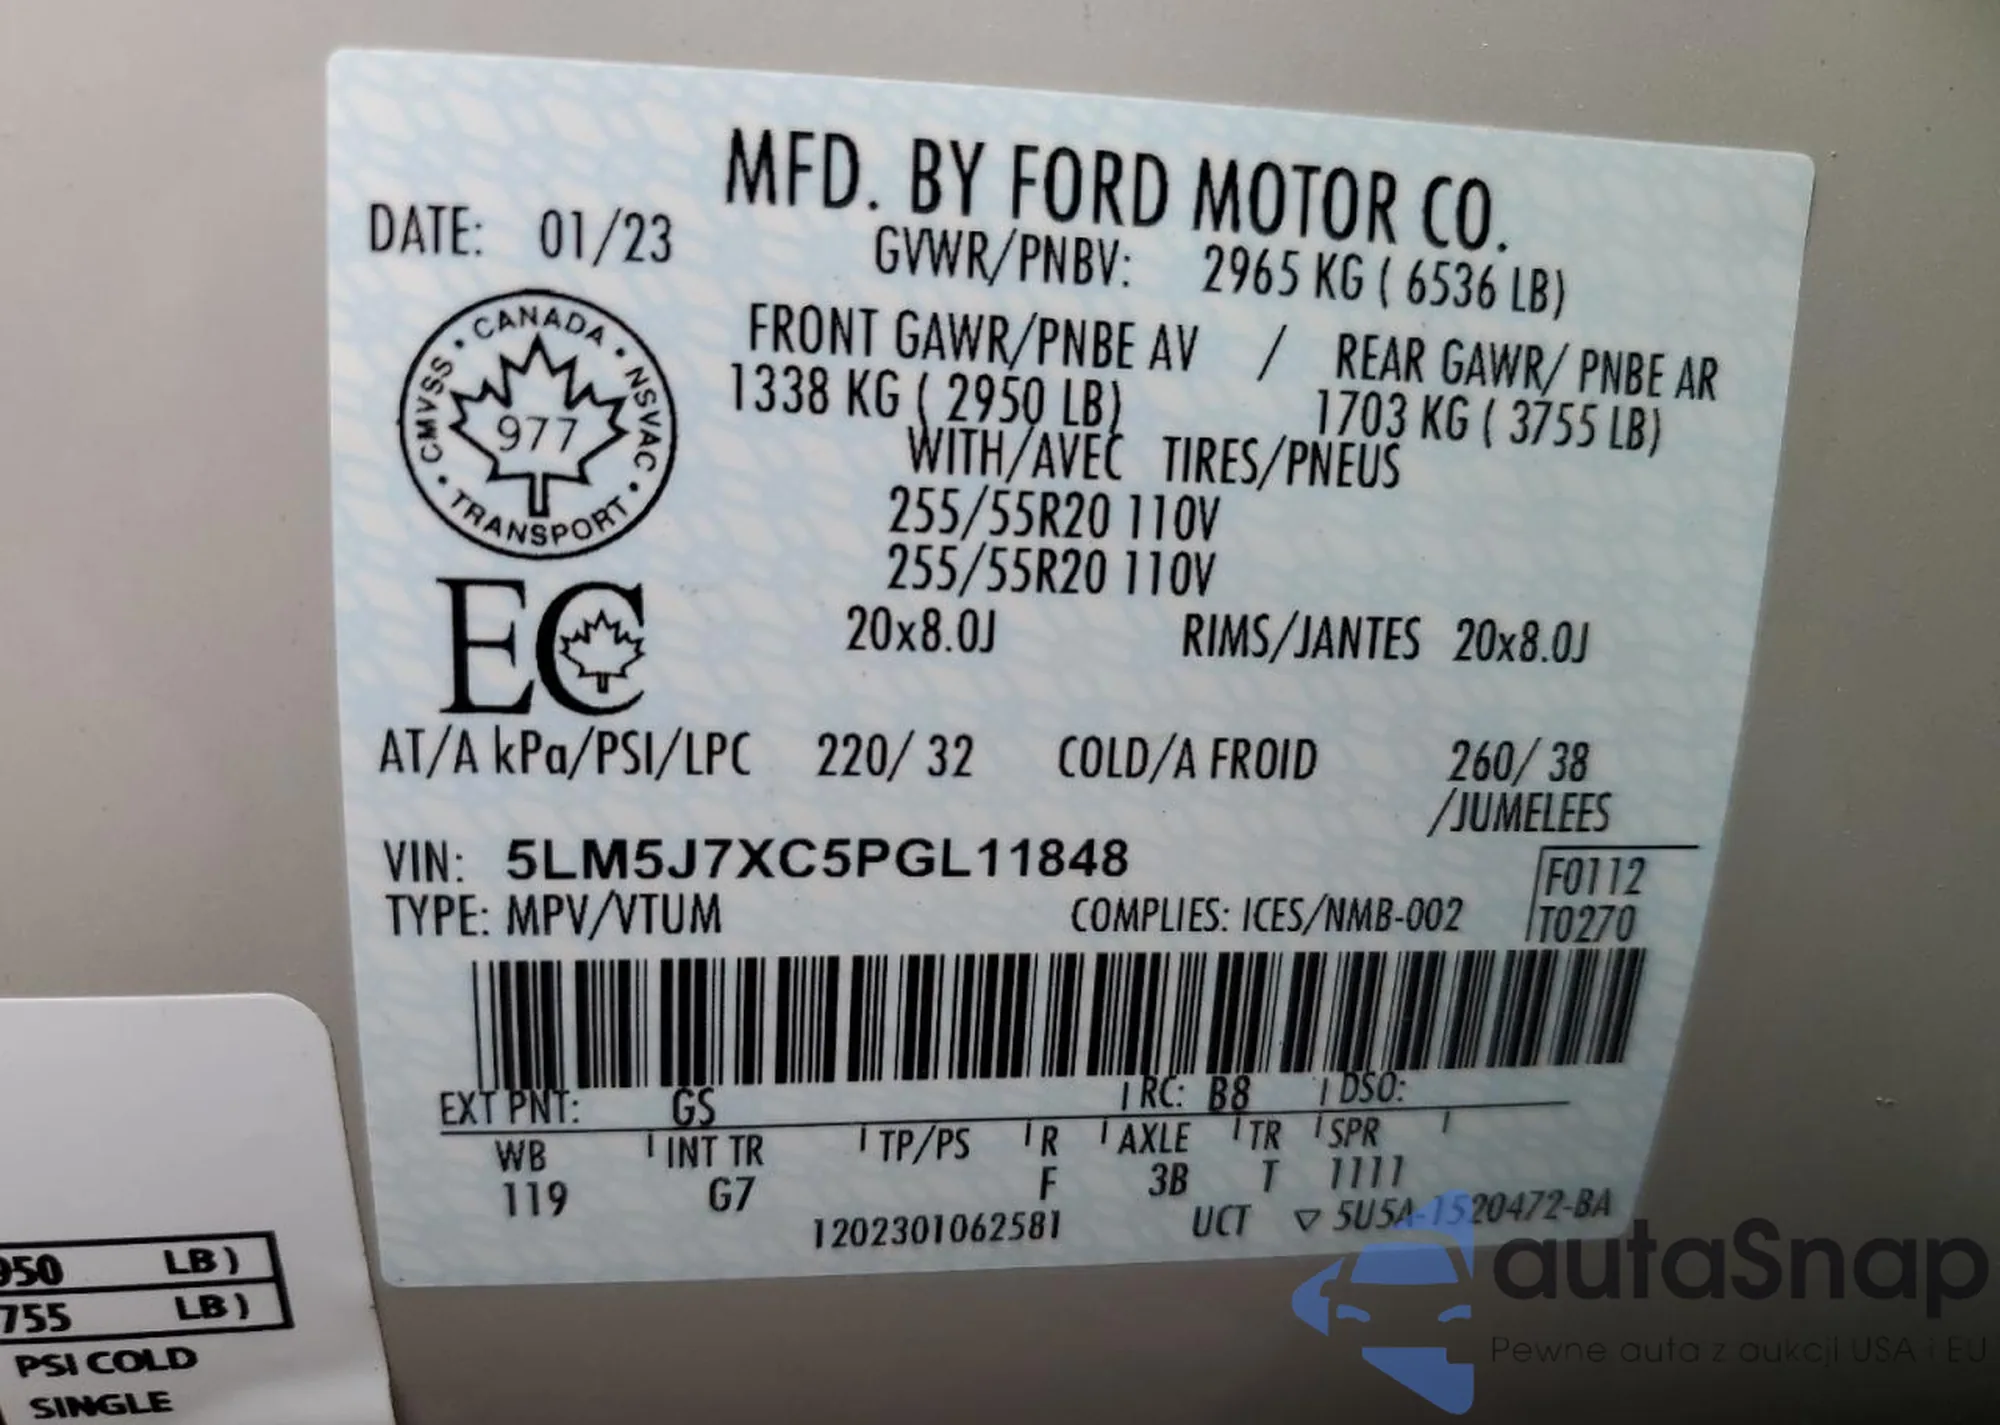 MFD. BY FORD MOTOR CO.
DATE: 01/23
GVWR/PNBV: 2965 KG ( 6536 LB)
FRONT GAWR/PNBE AV / REAR GAWR/ PNBE AR
1338 KG ( 2950 LB) 1703 KG ( 3755 LB)
WITH/AVEC TIRES/PNEUS
255/55R20 110V
255/55R20 110V
20x8.0J RIMS/JANTES 20x8.0J
CANADA
CMVSS NSVAC
977
TRANSPORT
EC
AT/A kPa/PSI/LPC 220/ 32 COLD/A FROID 260/ 38
/JUMELEES
VIN: 5LM5J7XC5PGL11848
F0112
TYPE: MPV/VTUM COMPLIES: ICES/NMB-002 T0270
EXT PNT: GS RC: B8 DSO:
WB INT TR TP/PS R AXLE TR SPR
119 G7 F 3B T 1111
1202301062581 UCT ▽ 5U5A-1520472-BA
950 LB)
755 LB)
PSI COLD
SINGLE
autaSnap
Pewne auta z aukcji USA i EU